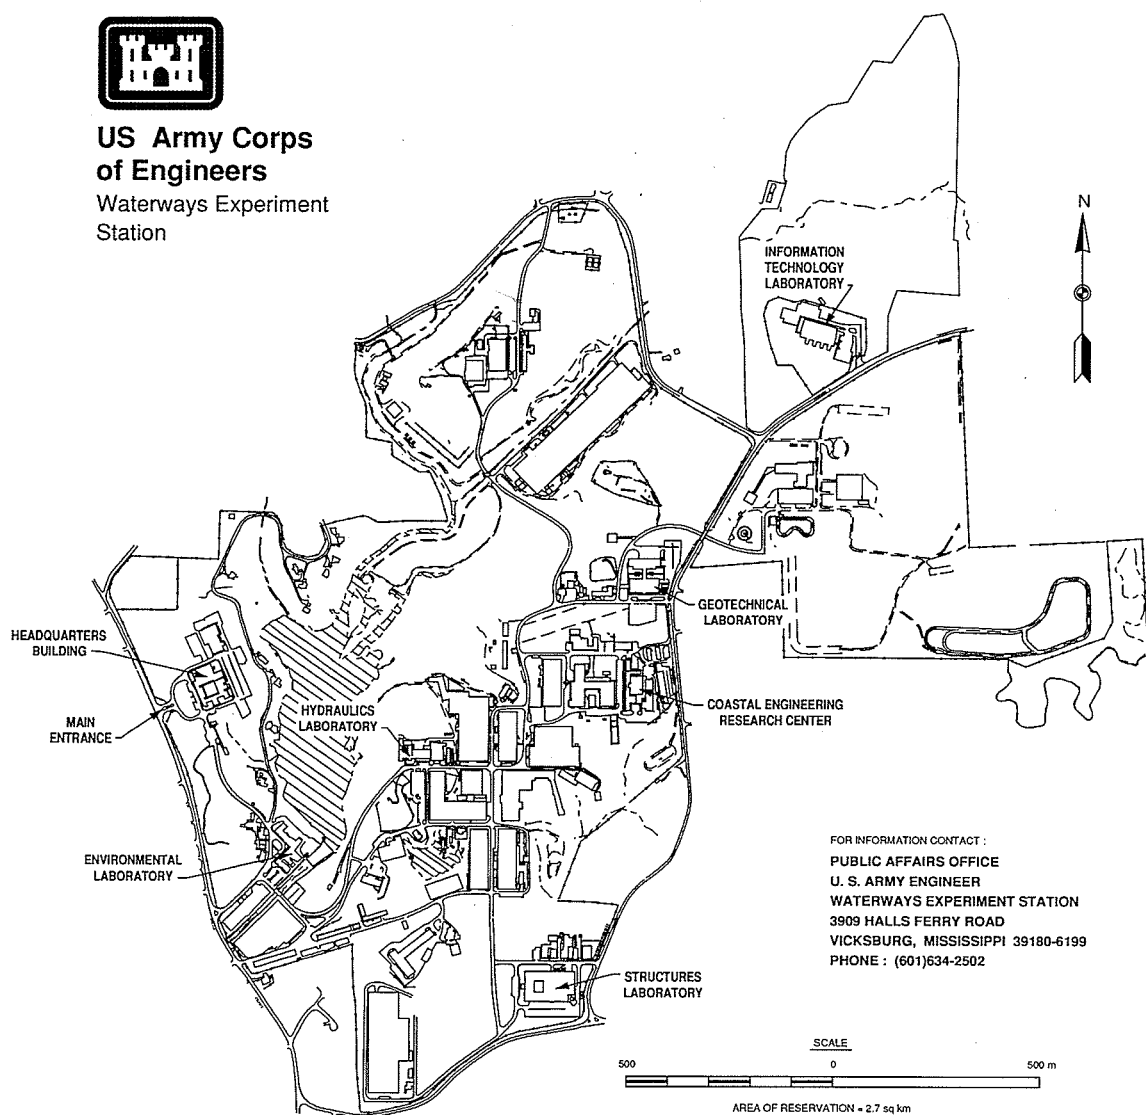 US Army Corps
of Engineers
Waterways Experiment
Station
N
INFORMATION
TECHNOLOGY
LABORATORY
GEOTECHNICAL
LABORATORY
HEADQUARTERS
BUILDING
MAIN
ENTRANCE
HYDRAULICS
LABORATORY
COASTAL ENGINEERING
RESEARCH CENTER
ENVIRONMENTAL
LABORATORY
STRUCTURES
LABORATORY
FOR INFORMATION CONTACT :
PUBLIC AFFAIRS OFFICE
U. S. ARMY ENGINEER
WATERWAYS EXPERIMENT STATION
3909 HALLS FERRY ROAD
VICKSBURG, MISSISSIPPI 39180-6199
PHONE : (601)634-2502
SCALE
500 0 500 m
AREA OF RESERVATION = 2.7 sq km